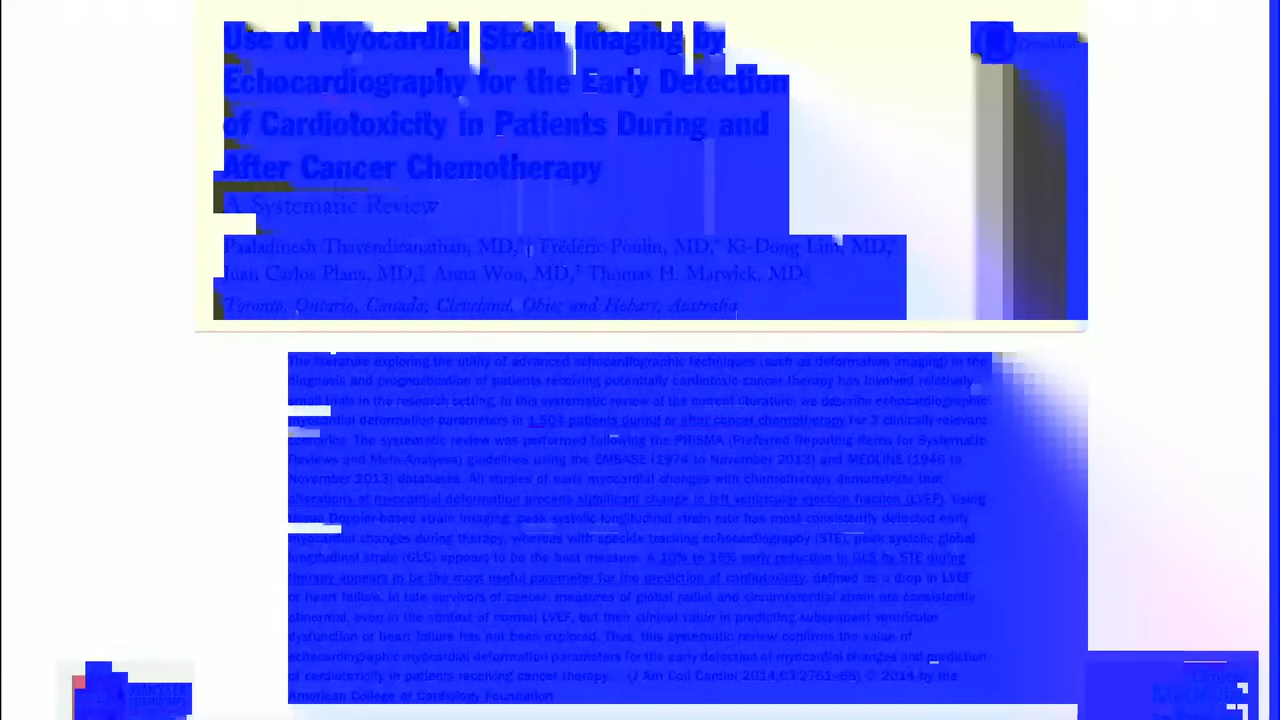 Use of Myocardial Strain Imaging by
Echocardiography for the Early Detection
of Cardiotoxicity in Patients During and
After Cancer Chemotherapy
A Systematic Review
Paaladinesh Thavendiranathan, MD,*† Frédéric Poulin, MD,* Ki-Dong Lim, MD,*
Juan Carlos Plana, MD,‡ Anna Woo, MD,* Thomas H. Marwick, MD§
Toronto, Ontario, Canada; Cleveland, Ohio; and Hobart, Australia
The literature exploring the utility of advanced echocardiographic techniques (such as deformation imaging) in the
diagnosis and prognostication of patients receiving potentially cardiotoxic cancer therapy has involved relatively
small trials in the research setting. In this systematic review of the current literature, we describe echocardiographic
myocardial deformation parameters in 1,504 patients during or after cancer chemotherapy for 3 clinically-relevant
scenarios. The systematic review was performed following the PRISMA (Preferred Reporting Items for Systematic
Reviews and Meta-Analyses) guidelines using the EMBASE (1974 to November 2013) and MEDLINE (1946 to
November 2013) databases. All studies of early myocardial changes with chemotherapy demonstrate that
alterations of myocardial deformation precede significant change in left ventricular ejection fraction (LVEF). Using
tissue Doppler-based strain imaging, peak systolic longitudinal strain rate has most consistently detected early
myocardial changes during therapy, whereas with speckle tracking echocardiography (STE), peak systolic global
longitudinal strain (GLS) appears to be the best measure. A 10% to 15% early reduction in GLS by STE during
therapy appears to be the most useful parameter for the prediction of cardiotoxicity, defined as a drop in LVEF
or heart failure. In late survivors of cancer, measures of global radial and circumferential strain are consistently
abnormal, even in the context of normal LVEF, but their clinical value in predicting subsequent ventricular
dysfunction or heart failure has not been explored. Thus, this systematic review confirms the value of
echocardiographic myocardial deformation parameters for the early detection of myocardial changes and prediction
of cardiotoxicity in patients receiving cancer therapy. (J Am Coll Cardiol 2014;63:2751–68) © 2014 by the
American College of Cardiology Foundation